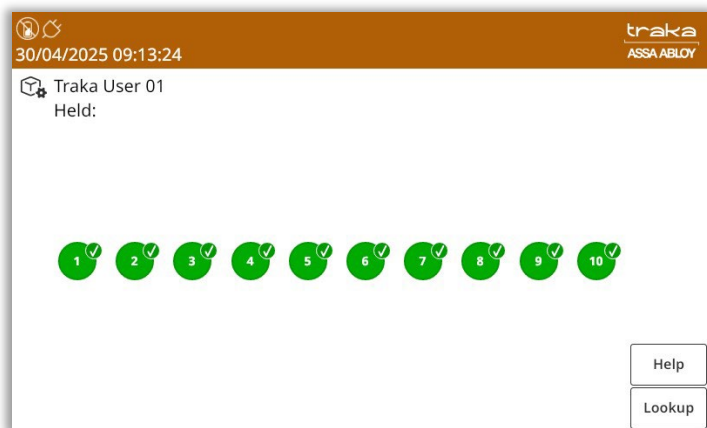 traka
30/04/2025 09:13:24
ASSA ABLOY
Traka User 01
Held:
1 2 3 4 5 6 7 8 9 10
Help
Lookup